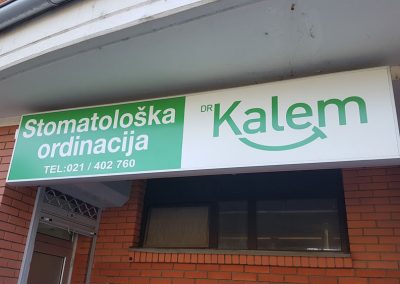 Stomatološka
ordinacija
TEL:021 / 402 760
DR Kalem